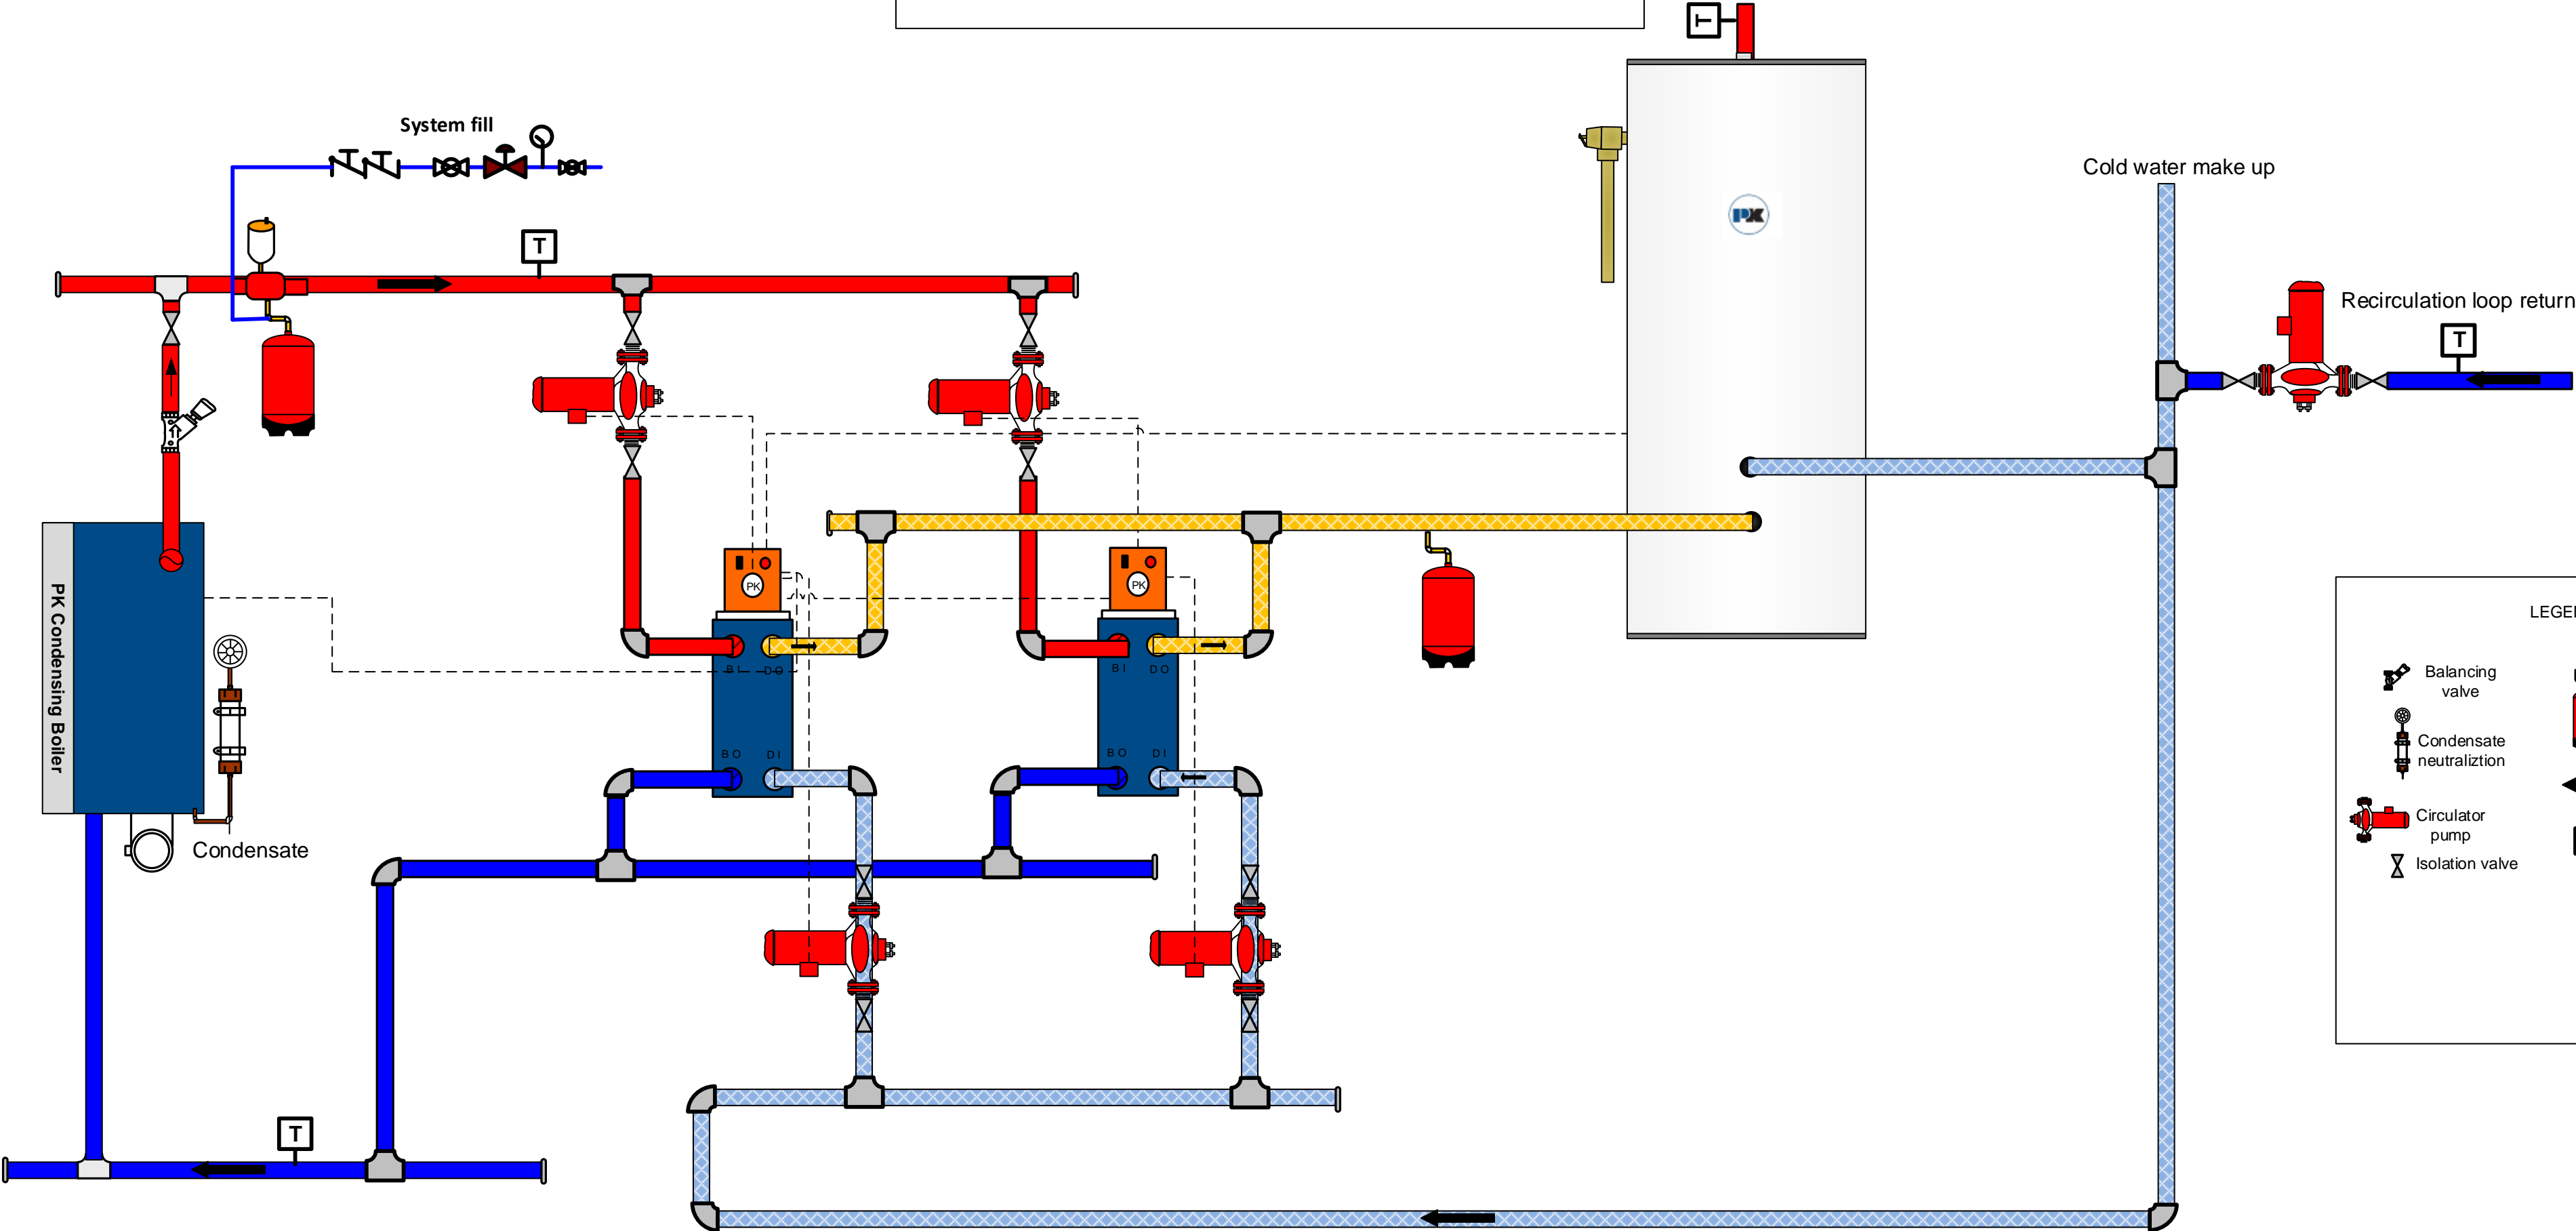 T
System fill
Cold water make up
PK
T
Recirculation loop return
T
PK Condensing Boiler
PK
PK
LEGE
B I
D O
B I
D O
Balancing
valve
Condensate
neutraliztion
B O
D I
B O
D I
Circulator
pump
Condensate
Isolation valve
T